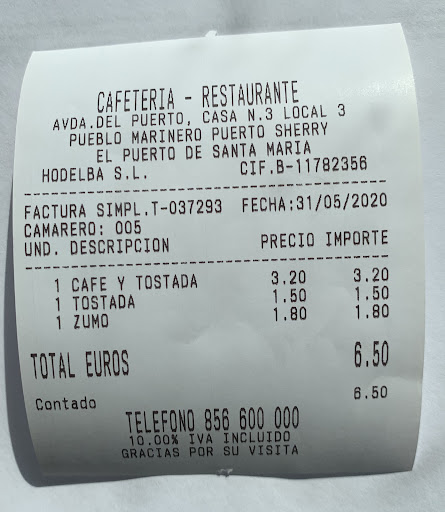 CAFETERIA - RESTAURANTE
AVDA.DEL PUERTO, CASA N.3 LOCAL 3
PUEBLO MARINERO PUERTO SHERRY
EL PUERTO DE SANTA MARIA
HODELBA S.L. CIF.B-11782356
FACTURA SIMPL.T-037293 FECHA:31/05/2020
CAMARERO: 005
UND. DESCRIPCION PRECIO IMPORTE
1 CAFE Y TOSTADA 3.20 3.20
1 TOSTADA 1.50 1.50
1 ZUMO 1.80 1.80
TOTAL EUROS 6.50
Contado 6.50
TELEFONO 856 600 000
10.00% IVA INCLUIDO
GRACIAS POR SU VISITA